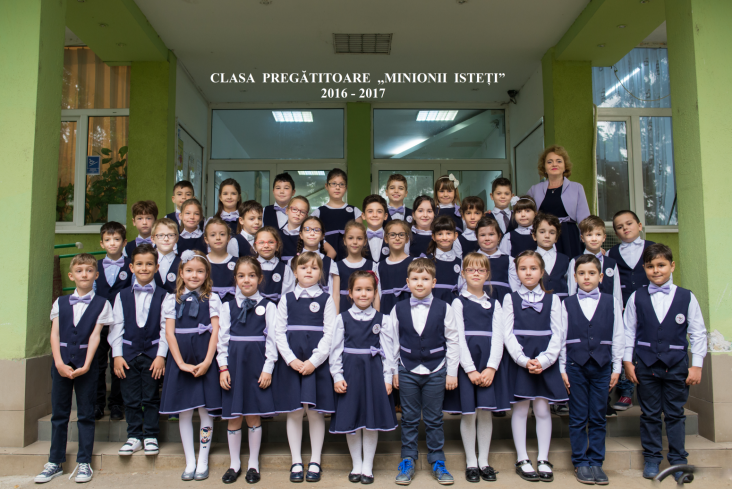 CLASA PREGĂTITOARE „MINIONII ISTEȚI”
2016 - 2017